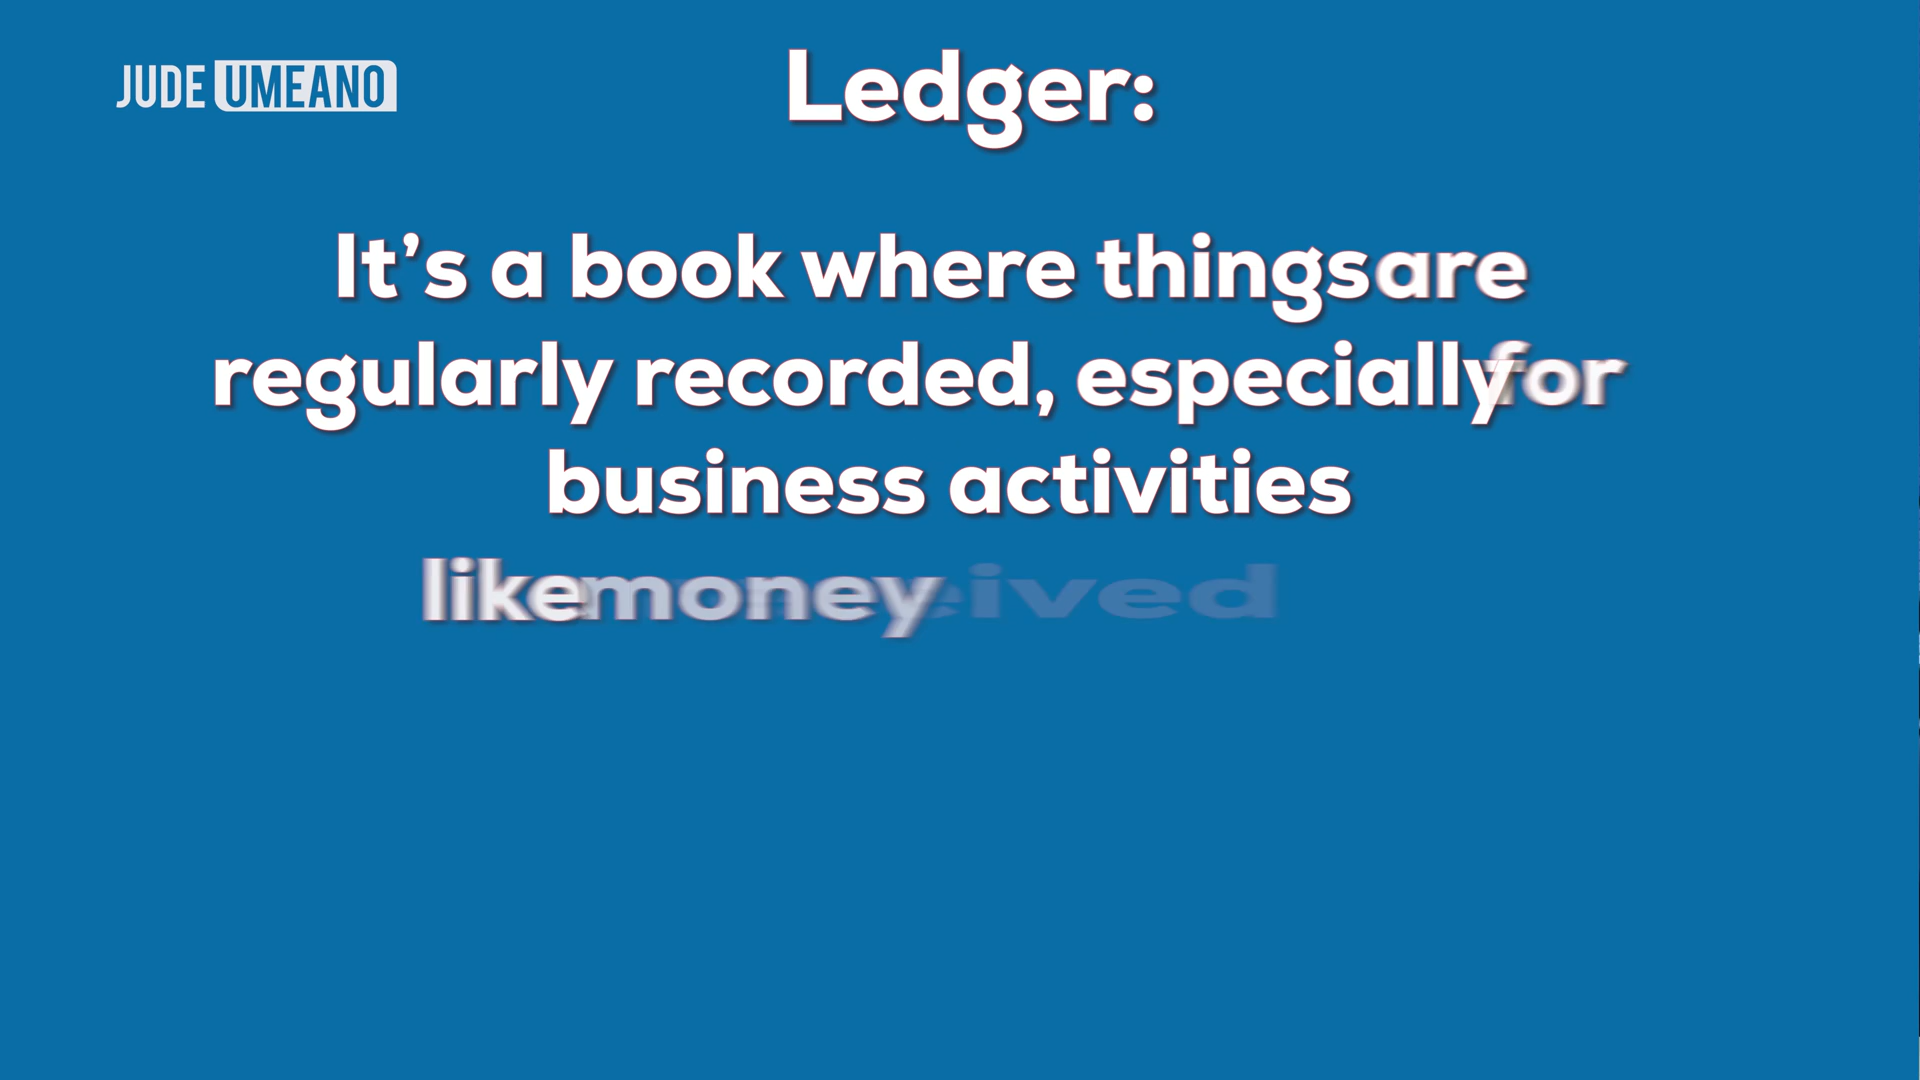 JUDE UMEANO
Ledger:
It's a book where things are
regularly recorded, especially for
business activities
like money